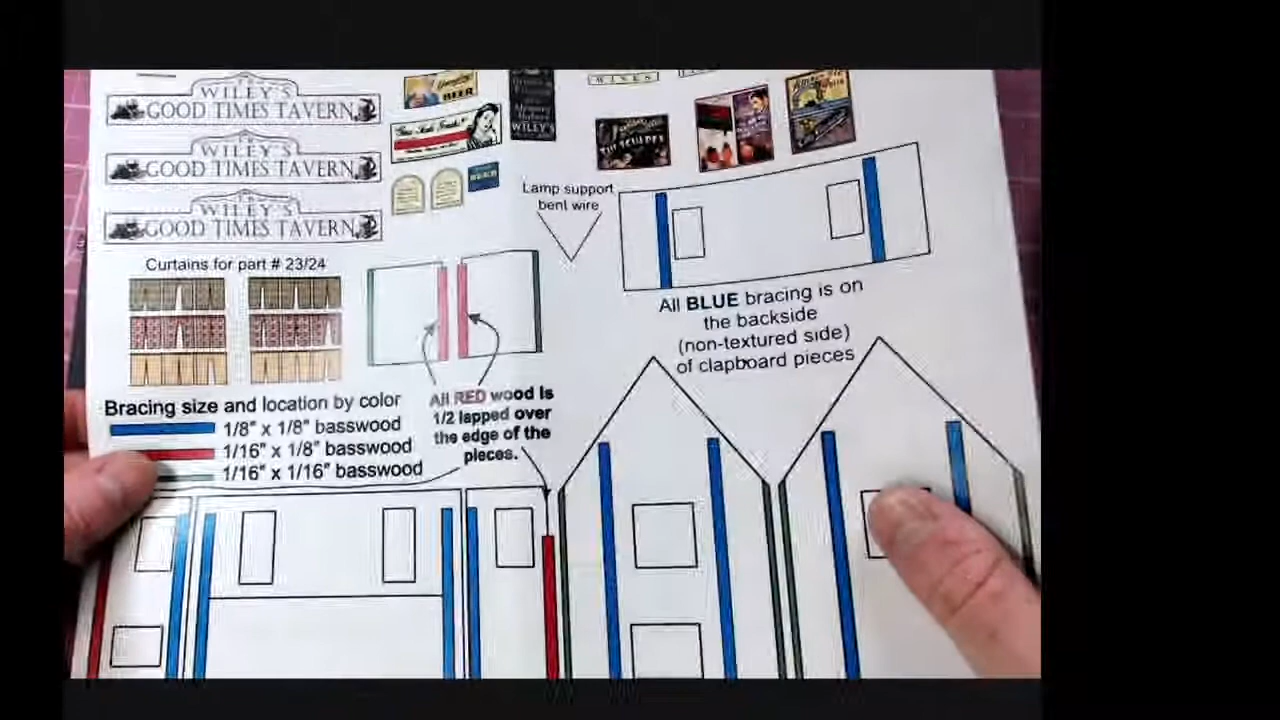 WILEY'S
GOOD TIMES TAVERN
WILEY'S
GOOD TIMES TAVERN
WILEY'S
GOOD TIMES TAVERN
BEER
WILEY'S
WINES
Lamp support
bent wire
Curtains for part # 23/24
All BLUE bracing is on
the backside
(non-textured side)
of clapboard pieces
Bracing size and location by color
1/8" x 1/8" basswood
1/16" x 1/8" basswood
1/16" x 1/16" basswood
All RED wood is
1/2 lapped over
the edge of the
pieces.